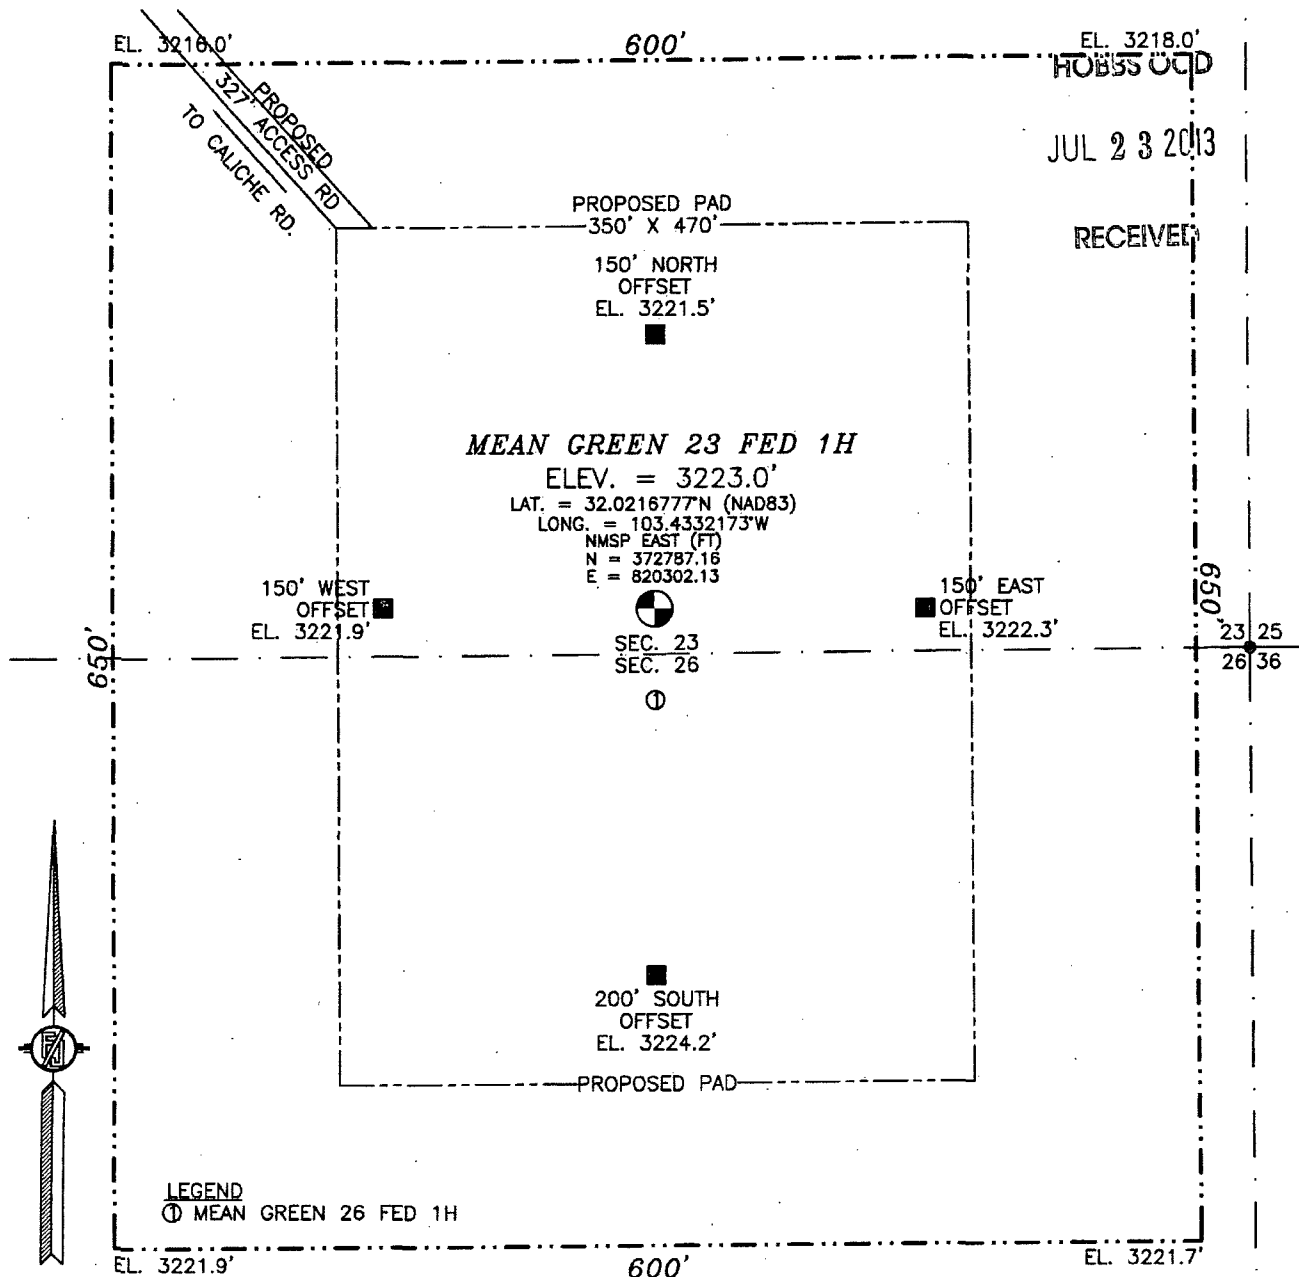 EL. 3216.0'
600'
EL. 3218.0'
HOBBS OCD
JUL 23 2013
RECEIVED
PROPOSED
327' ACCESS RD
TO CALICHE RD.
PROPOSED PAD
350' X 470'
150' NORTH
OFFSET
EL. 3221.5'
MEAN GREEN 23 FED 1H
ELEV. = 3223.0'
LAT. = 32.0216777°N (NAD83)
LONG. = 103.4332173°W
NMSP EAST (FT)
N = 372787.16
E = 820302.13
150' WEST
OFFSET
EL. 3221.9'
150' EAST
OFFSET
EL. 3222.3'
650'
650'
SEC. 23
SEC. 26
23 25
26 36
1
200' SOUTH
OFFSET
EL. 3224.2'
PROPOSED PAD
LEGEND
① MEAN GREEN 26 FED 1H
EL. 3221.9'
600'
EL. 3221.7'